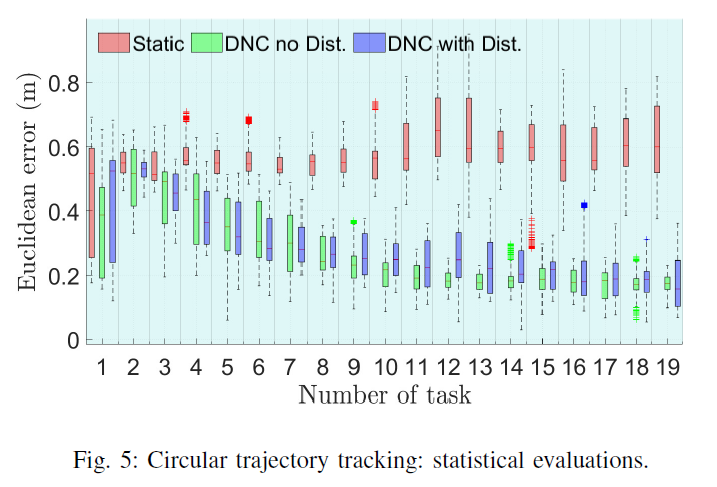 Static DNC no Dist. DNC with Dist.
Euclidean error (m)
0.8
0.6
0.4
0.2
0
1 2 3 4 5 6 7 8 9 10 11 12 13 14 15 16 17 18 19
Number of task
Fig. 5: Circular trajectory tracking: statistical evaluations.